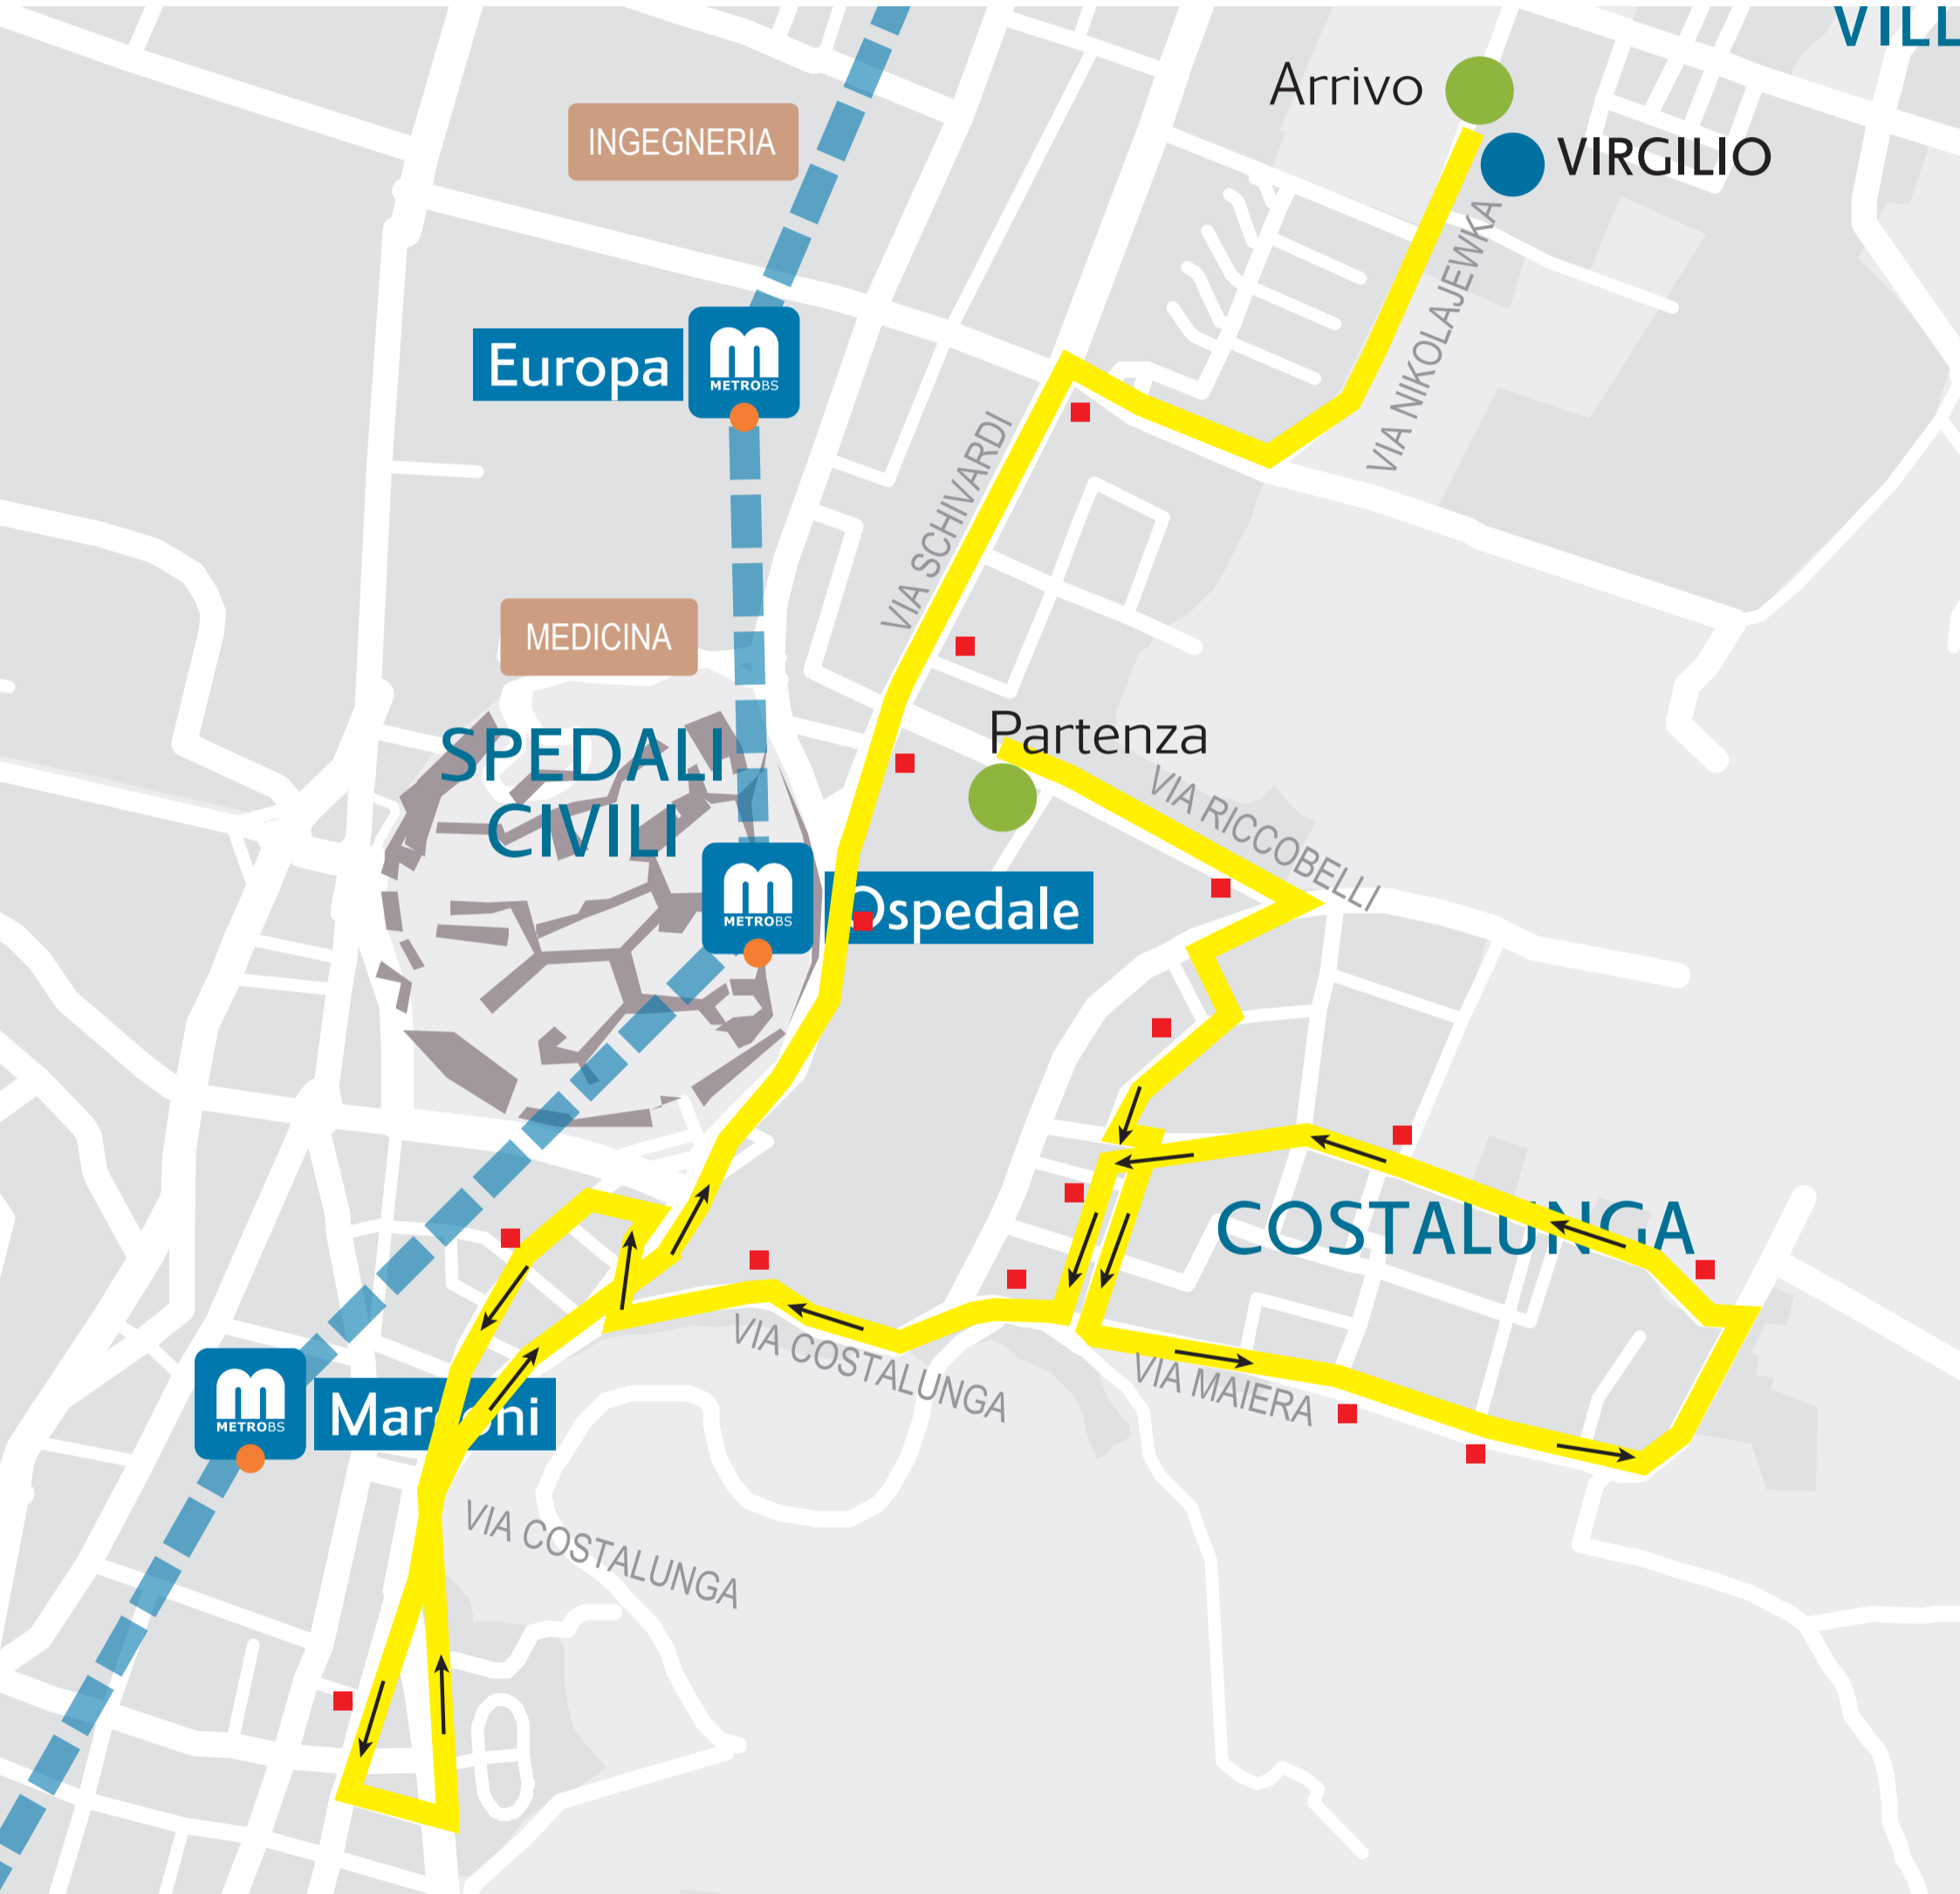 VILL
Arrivo
VIRGILIO
INGEGNERIA
VIA NIKOLAJEWKA
Europa
METROBS
VIA SCHIVARDI
MEDICINA
SPEDALI
CIVILI
Partenza
VIA RICCOBELLI
METROBS
Ospedale
COSTALUNGA
VIA COSTALUNGA
VIA MAIERA
METROBS
Marconi
VIA COSTALUNGA